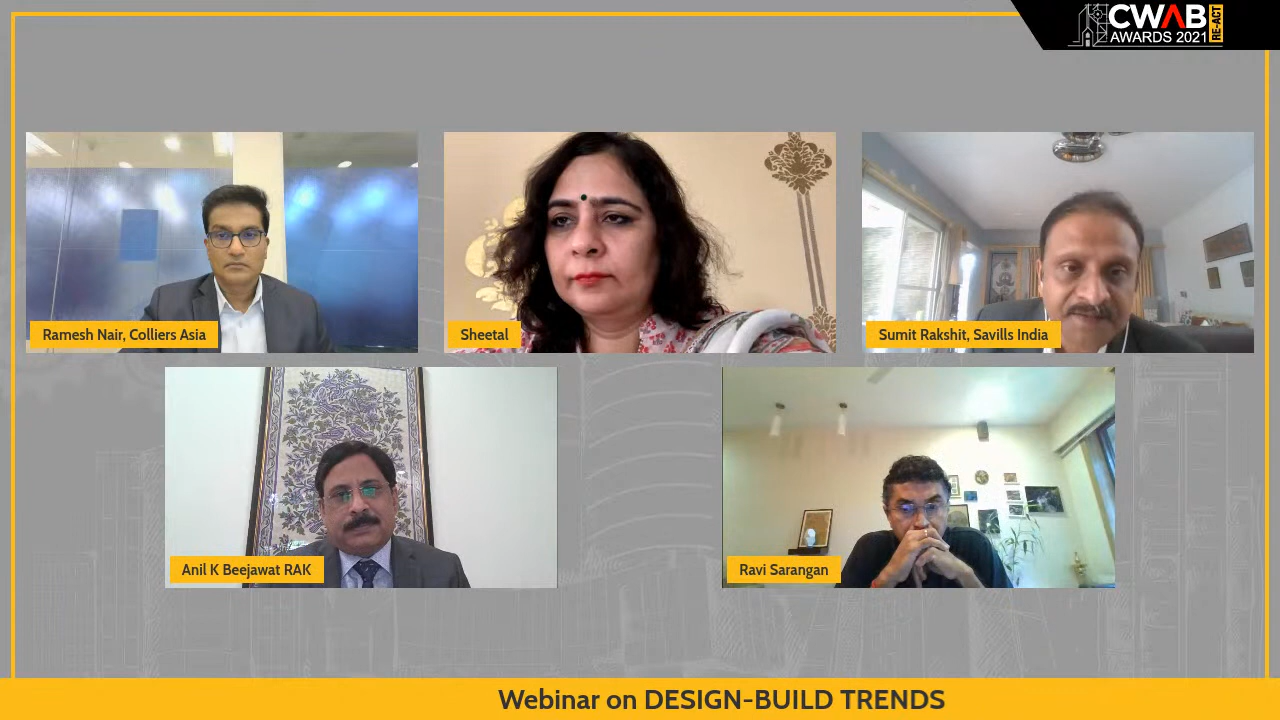 CWAB
AWARDS 2021
RE-ACT
Ramesh Nair, Colliers Asia
Sheetal
Sumit Rakshit, Savills India
Anil K Beejawat RAK
Ravi Sarangan
Webinar on DESIGN-BUILD TRENDS